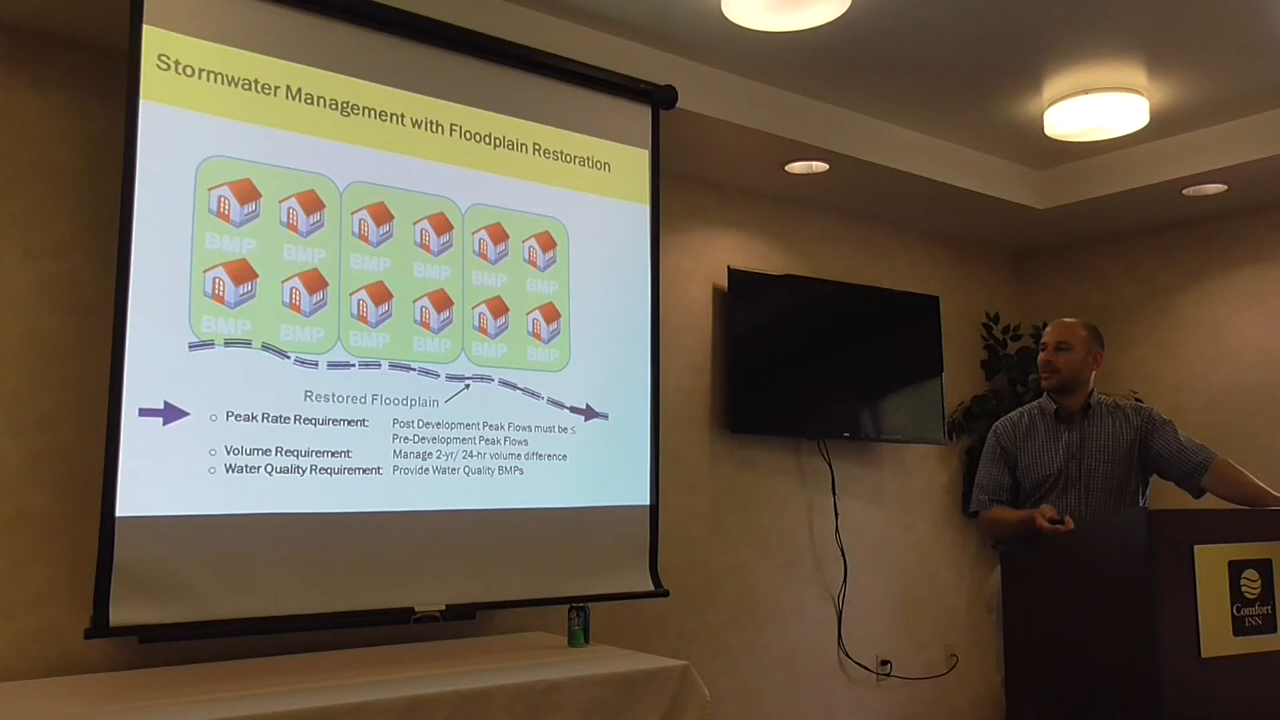 Stormwater Management with Floodplain Restoration
BMP BMP BMP BMP BMP BMP
BMP BMP BMP BMP BMP BMP
Restored Floodplain
○ Peak Rate Requirement: Post Development Peak Flows must be ≤
Pre-Development Peak Flows
○ Volume Requirement: Manage 2-yr/ 24-hr volume difference
○ Water Quality Requirement: Provide Water Quality BMPs
Comfort
INN